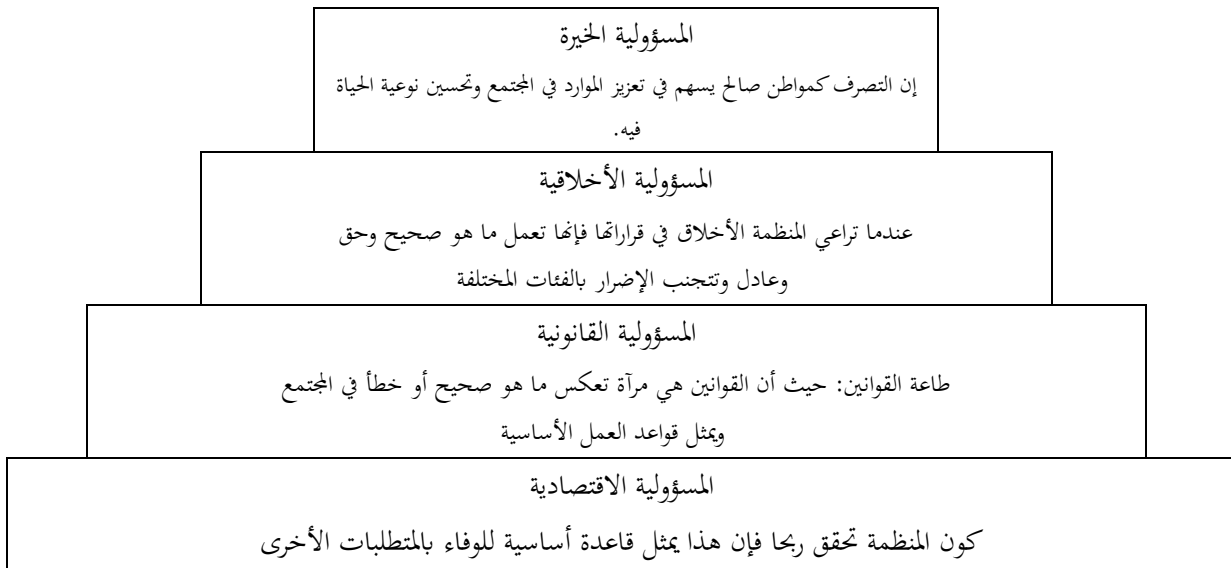 المسؤولية الخيرة
إن التصرف كمواطن صالح يسهم في تعزيز الموارد في المجتمع وتحسين نوعية الحياة
فيه.
المسؤولية الأخلاقية
عندما تراعي المنظمة الأخلاق في قراراتها فإنها تعمل ما هو صحيح وحق
وعادل وتتجنب الإضرار بالفئات المختلفة
المسؤولية القانونية
طاعة القوانين: حيث أن القوانين هي مرآة تعكس ما هو صحيح أو خطأ في المجتمع
ويمثل قواعد العمل الأساسية
المسؤولية الاقتصادية
كون المنظمة تحقق ربحا فإن هذا يمثل قاعدة أساسية للوفاء بالمتطلبات الأخرى